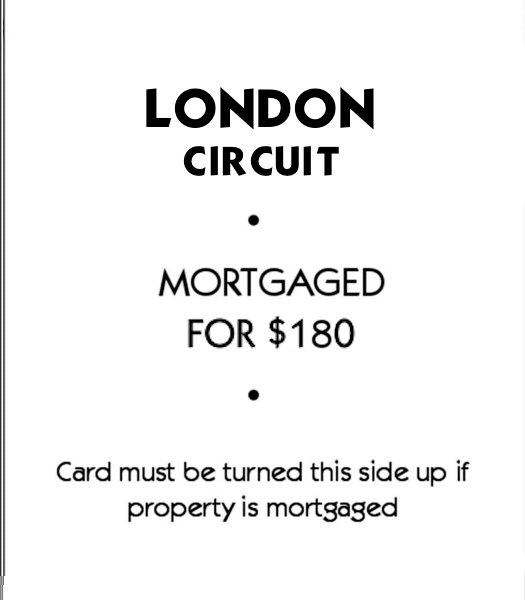 LONDON
CIRCUIT
•
MORTGAGED
FOR $180
•
Card must be turned this side up if
property is mortgaged